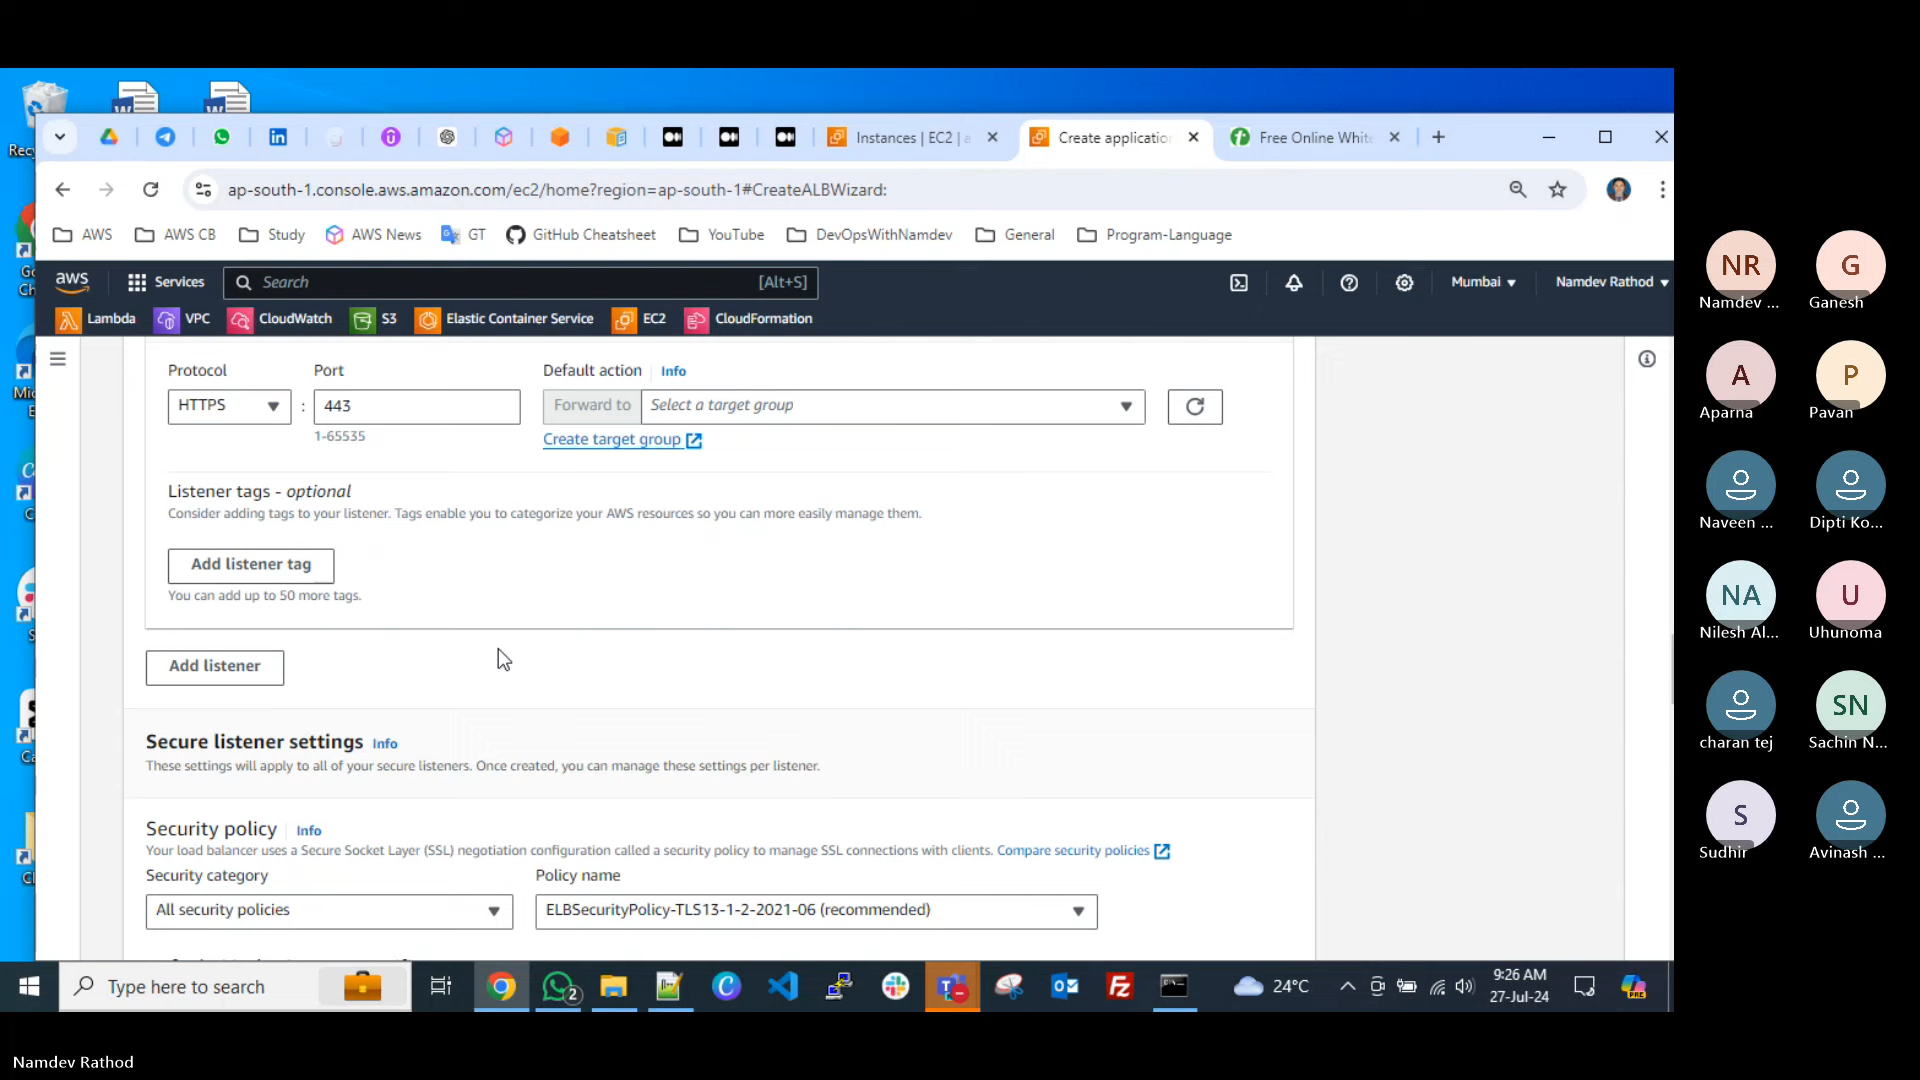 Instances | EC2 | a
Create application
Free Online White
ap-south-1.console.aws.amazon.com/ec2/home?region=ap-south-1#CreateALBWizard:
AWS
AWS CB
Study
AWS News
GT
GitHub Cheatsheet
YouTube
DevOpsWithNamdev
General
Program-Language
aws
Services
Search
[Alt+S]
Mumbai
Namdev Rathod
Lambda
VPC
CloudWatch
S3
Elastic Container Service
EC2
CloudFormation
Protocol
Port
Default action
Info
HTTPS
:
443
Forward to
Select a target group
1-65535
Create target group
Listener tags - optional
Consider adding tags to your listener. Tags enable you to categorize your AWS resources so you can more easily manage them.
Add listener tag
You can add up to 50 more tags.
Add listener
Secure listener settings Info
These settings will apply to all of your secure listeners. Once created, you can manage these settings per listener.
Security policy
Info
Your load balancer uses a Secure Socket Layer (SSL) negotiation configuration called a security policy to manage SSL connections with clients. Compare security policies
Security category
Policy name
All security policies
ELBSecurityPolicy-TLS13-1-2-2021-06 (recommended)
Type here to search
2
24°C
9:26 AM
27-Jul-24
NR
Namdev ...
G
Ganesh
A
Aparna
P
Pavan
Naveen ...
Dipti Ko...
NA
Nilesh Al...
U
Uhunoma
charan tej
SN
Sachin N...
S
Sudhir
Avinash ...
Namdev Rathod